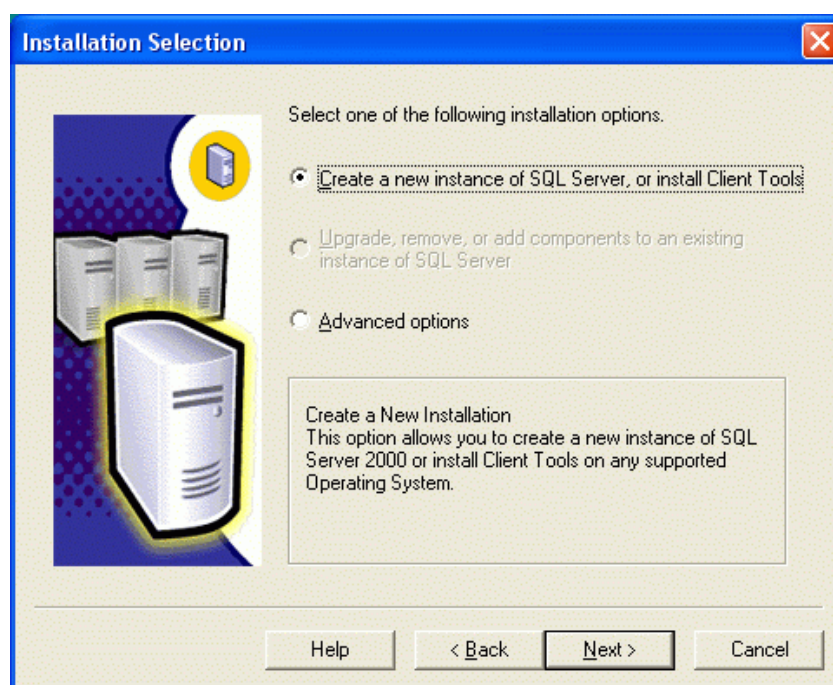 Installation Selection
Select one of the following installation options.
Create a new instance of SQL Server, or install Client Tools
Upgrade, remove, or add components to an existing
instance of SQL Server
Advanced options
Create a New Installation
This option allows you to create a new instance of SQL
Server 2000 or install Client Tools on any supported
Operating System.
Help
< Back
Next >
Cancel